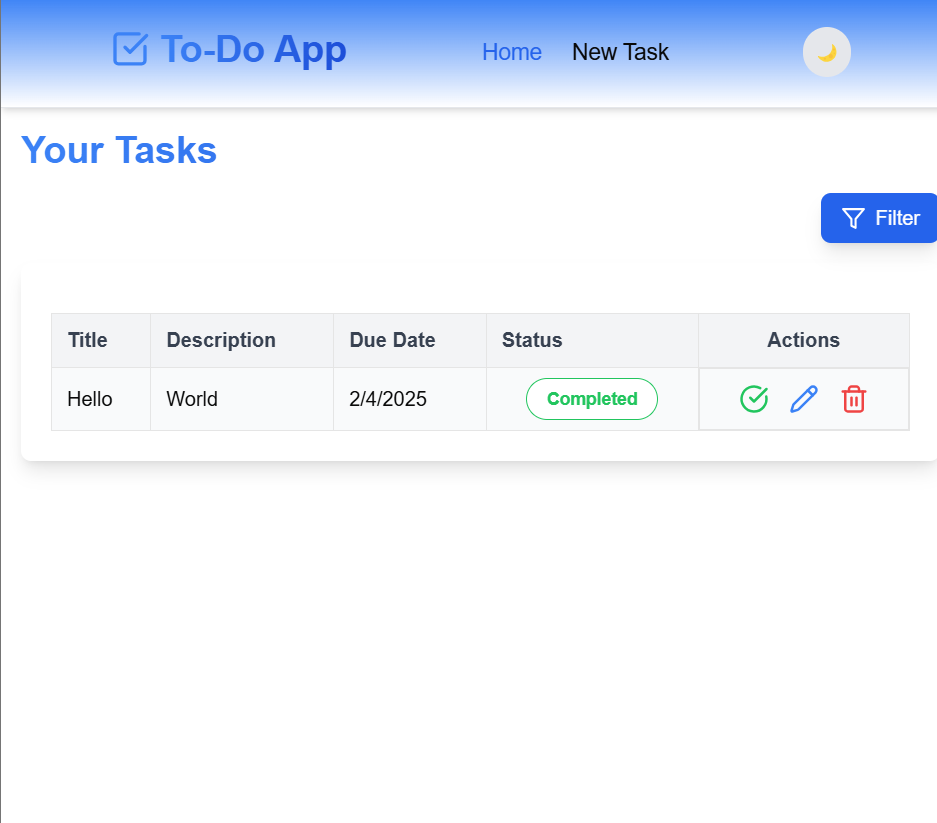 To-Do App Home New Task
Your Tasks
Filter
Title Description Due Date Status Actions
Hello World 2/4/2025 Completed